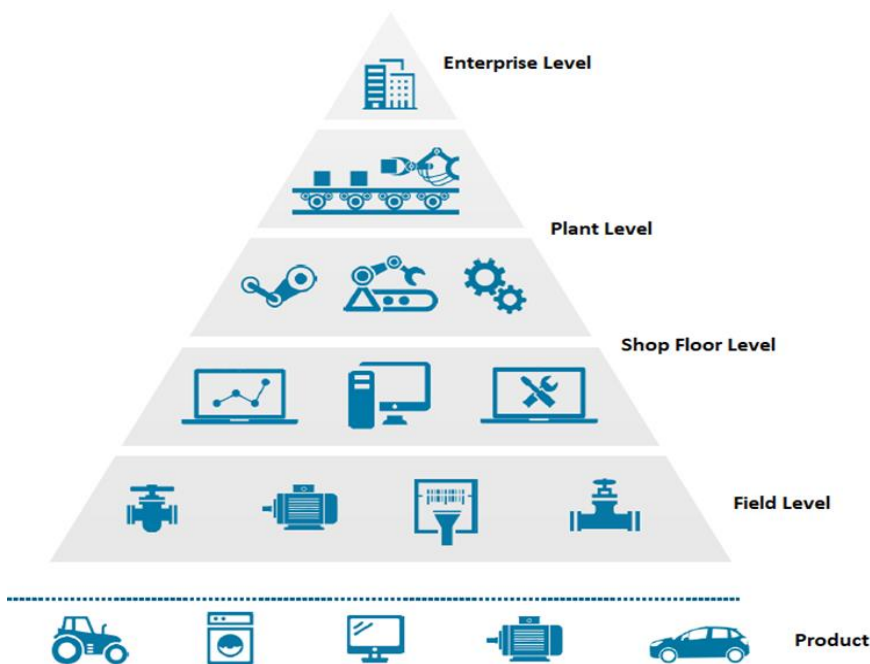 Enterprise Level
Plant Level
Shop Floor Level
Field Level
Product